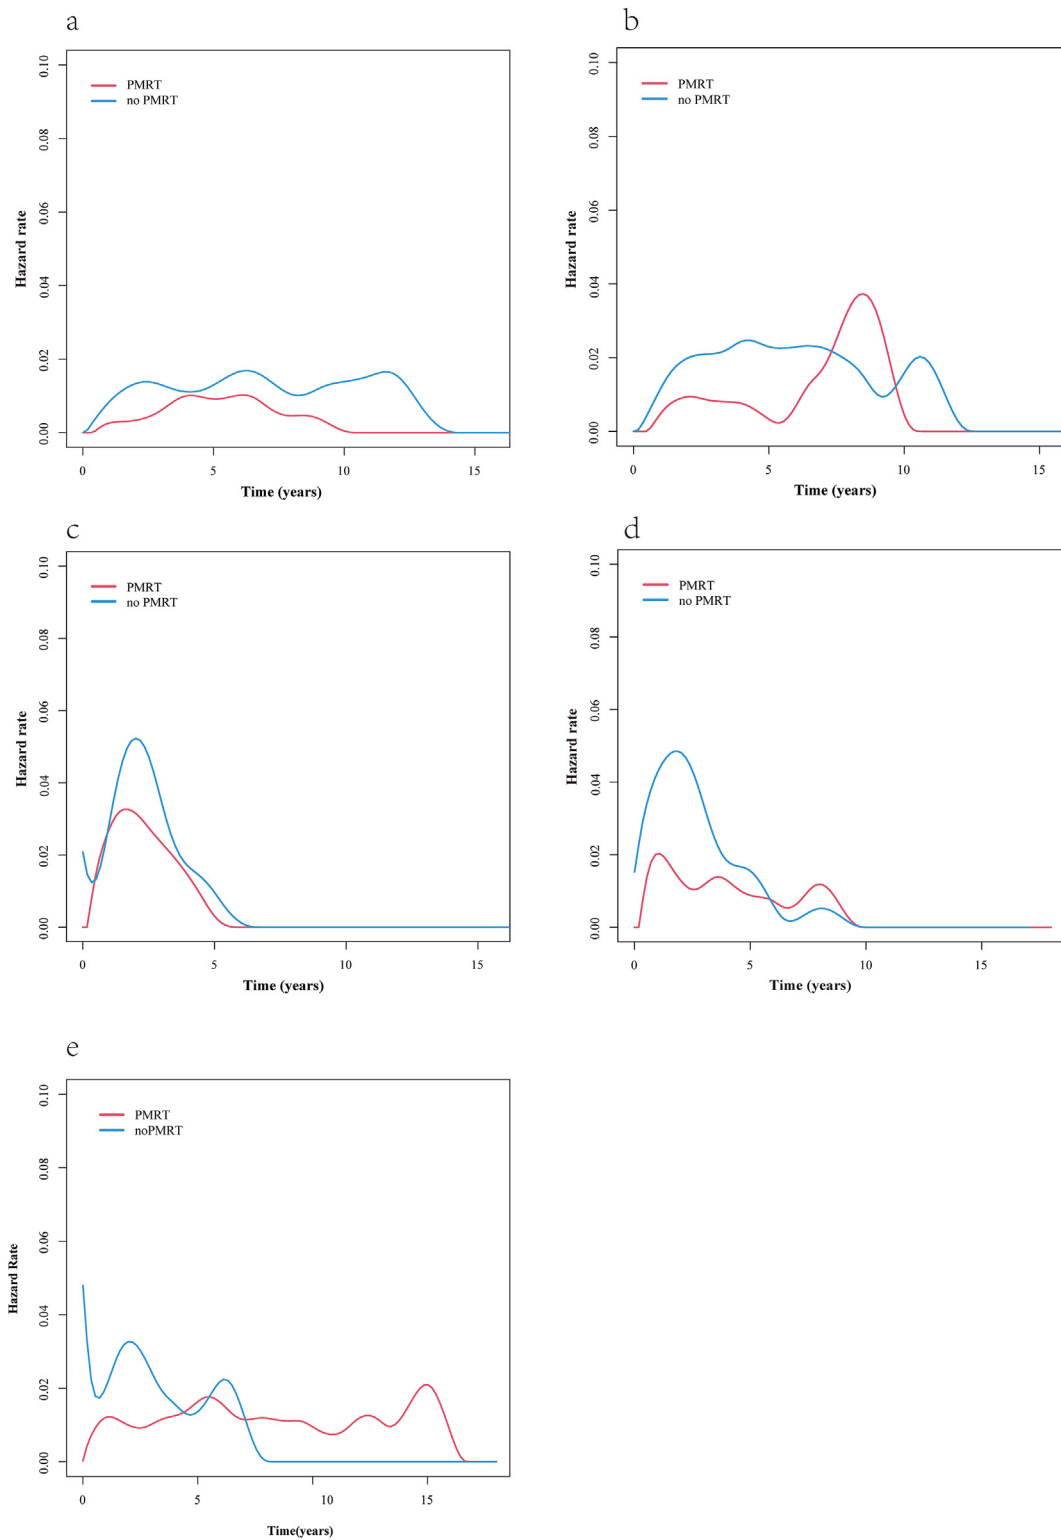 a
PMRT
no PMRT
0.10
0.08
0.06
0.04
0.02
0.00
Hazard rate
0 5 10 15
Time (years)
b
PMRT
no PMRT
0.10
0.08
0.06
0.04
0.02
0.00
Hazard rate
0 5 10 15
Time (years)
c
PMRT
no PMRT
0.10
0.08
0.06
0.04
0.02
0.00
Hazard rate
0 5 10 15
Time (years)
d
PMRT
no PMRT
0.10
0.08
0.06
0.04
0.02
0.00
Hazard rate
0 5 10 15
Time (years)
e
PMRT
noPMRT
0.10
0.08
0.06
0.04
0.02
0.00
Hazard Rate
0 5 10 15
Time(years)